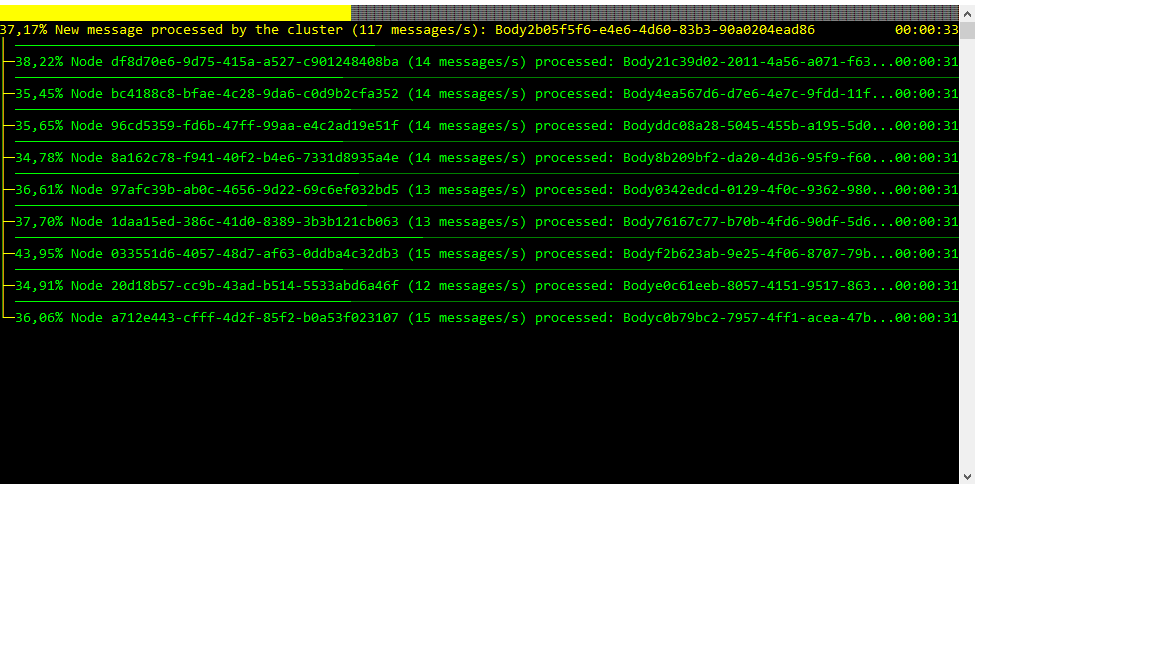 37,17% New message processed by the cluster (117 messages/s): Body2b05f5f6-e4e6-4d60-83b3-90a0204ead86 00:00:33
38,22% Node df8d70e6-9d75-415a-a527-c901248408ba (14 messages/s) processed: Body21c39d02-2011-4a56-a071-f63...00:00:31
35,45% Node bc4188c8-bfae-4c28-9da6-c0d9b2cfa352 (14 messages/s) processed: Body4ea567d6-d7e6-4e7c-9fdd-11f...00:00:31
35,65% Node 96cd5359-fd6b-47ff-99aa-e4c2ad19e51f (14 messages/s) processed: Bodyddc08a28-5045-455b-a195-5d0...00:00:31
34,78% Node 8a162c78-f941-40f2-b4e6-7331d8935a4e (14 messages/s) processed: Body8b209bf2-da20-4d36-95f9-f60...00:00:31
36,61% Node 97afc39b-ab0c-4656-9d22-69c6ef032bd5 (13 messages/s) processed: Body0342edcd-0129-4f0c-9362-980...00:00:31
37,70% Node 1daa15ed-386c-41d0-8389-3b3b121cb063 (13 messages/s) processed: Body76167c77-b70b-4fd6-90df-5d6...00:00:31
43,95% Node 033551d6-4057-48d7-af63-0ddba4c32db3 (15 messages/s) processed: Bodyf2b623ab-9e25-4f06-8707-79b...00:00:31
34,91% Node 20d18b57-cc9b-43ad-b514-5533abd6a46f (12 messages/s) processed: Bodye0c61eeb-8057-4151-9517-863...00:00:31
36,06% Node a712e443-cfff-4d2f-85f2-b0a53f023107 (15 messages/s) processed: Bodyc0b79bc2-7957-4ff1-acea-47b...00:00:31